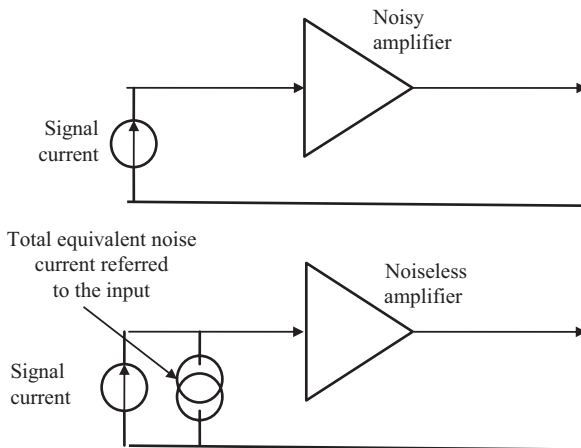 Noisy
amplifier
Signal
current
Total equivalent noise
current referred
to the input
Noiseless
amplifier
Signal
current